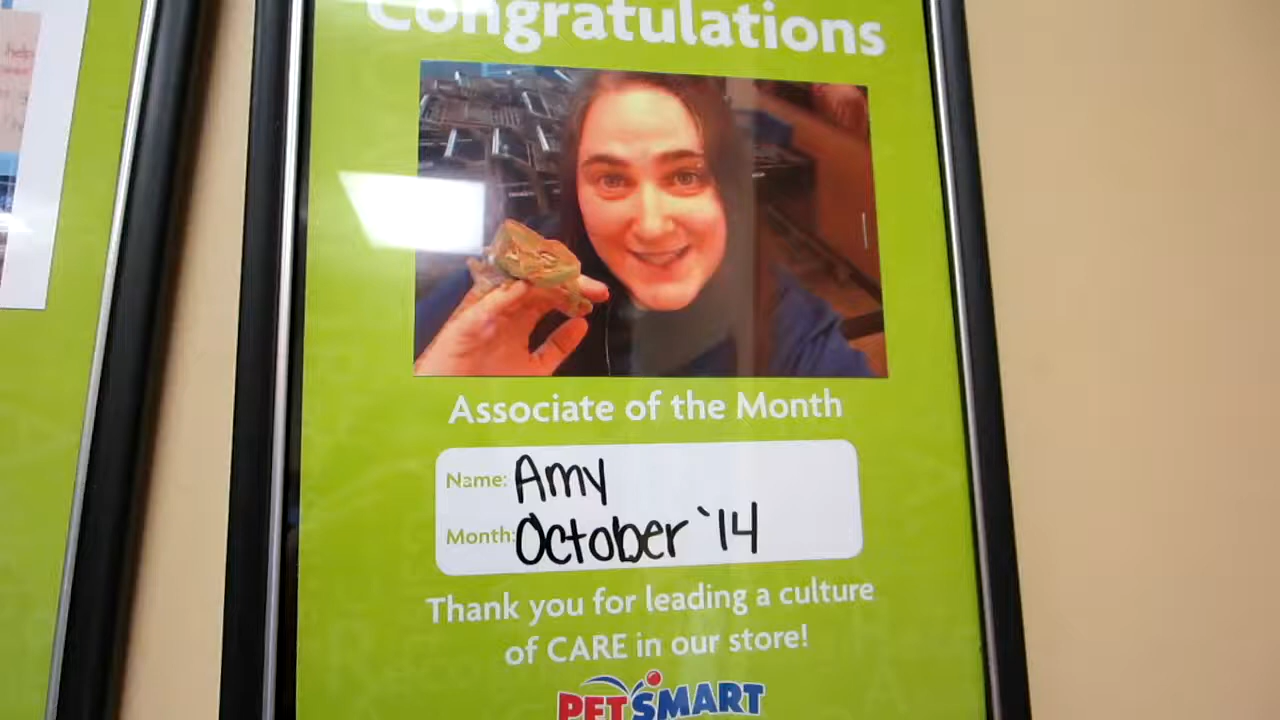 Congratulations
Associate of the Month
Name: Amy
Month: October '14
Thank you for leading a culture
of CARE in our store!
PETSMART